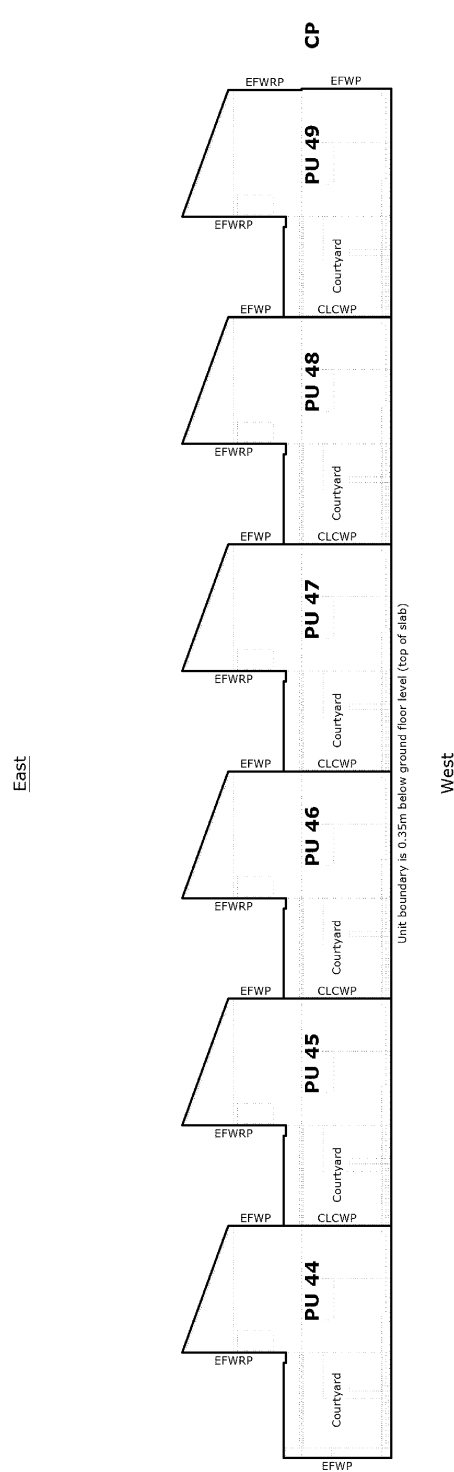 CP
EFWRP
EFWP
PU 49
EFWRP
Courtyard
EFWP
CLCWP
PU 48
EFWRP
Courtyard
EFWP
CLCWP
PU 47
EFWRP
Courtyard
East
West
Unit boundary is 0.35m below ground floor level (top of slab)
EFWP
CLCWP
PU 46
EFWRP
Courtyard
EFWP
CLCWP
PU 45
EFWRP
Courtyard
EFWP
CLCWP
PU 44
EFWRP
Courtyard
EFWP